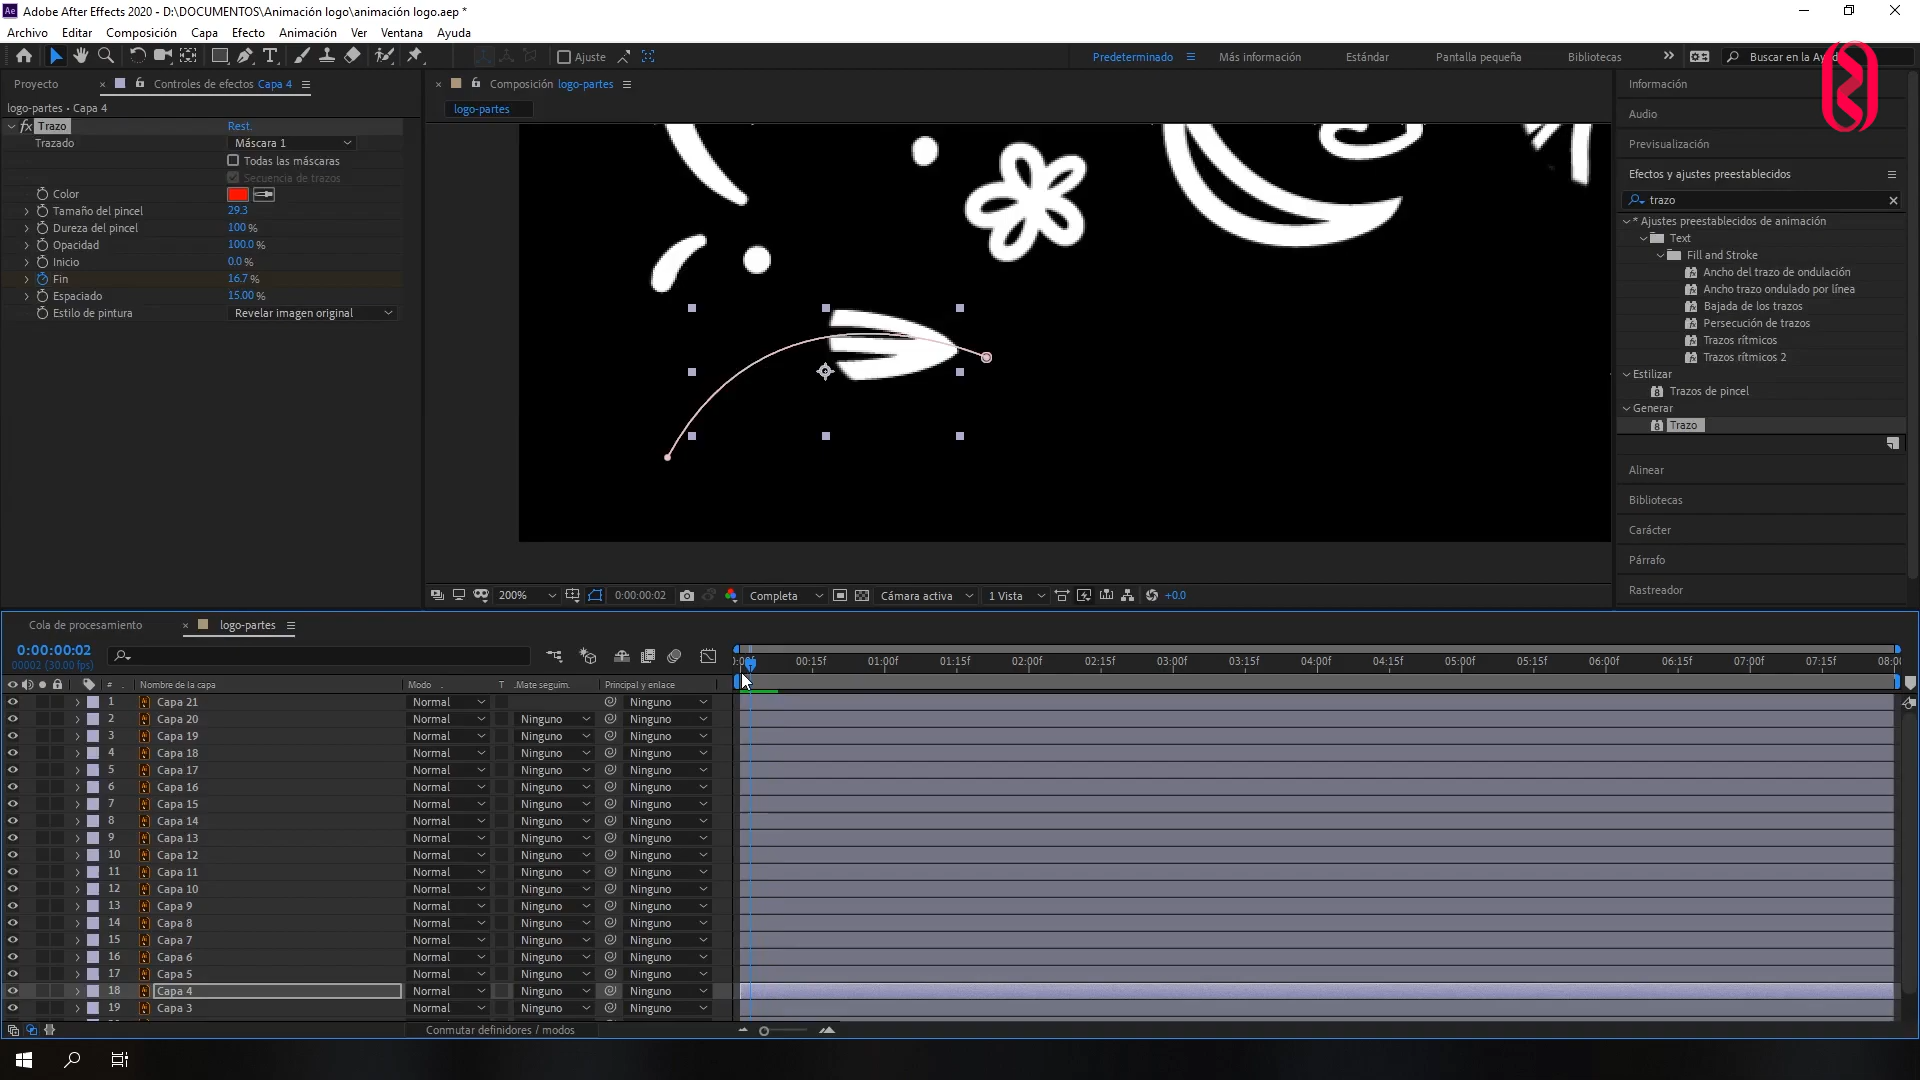 Adobe After Effects 2020 - D:\DOCUMENTOS\Animación logo\animación logo.aep *
Archivo Editar Composición Capa Efecto Animación Ver Ventana Ayuda
Ajuste Predeterminado Más información Estándar Pantalla pequeña Bibliotecas Buscar en la Ayuda
Proyecto Controles de efectos Capa 4
Composición logo-partes
logo-partes • Capa 4
logo-partes
fx Trazo Rest.
Trazado Máscara 1
Todas las máscaras
Secuencia de trazos
Color
Tamaño del pincel 29.3
Dureza del pincel 100 %
Opacidad 100.0 %
Inicio 0.0 %
Fin 16.7 %
Espaciado 15.00 %
Estilo de pintura Revelar imagen original
Información
Audio
Previsualización
Efectos y ajustes preestablecidos
trazo
* Ajustes preestablecidos de animación
Text
Fill and Stroke
Ancho del trazo de ondulación
Ancho trazo ondulado por línea
Bajada de los trazos
Persecución de trazos
Trazos rítmicos
Trazos rítmicos 2
Estilizar
Trazos de pincel
Generar
Trazo
Alinear
Bibliotecas
Carácter
Párrafo
Rastreador
200% 0:00:00:02 Completa Cámara activa 1 Vista +0.0
Cola de procesamiento logo-partes
0:00:00:02
00002 (30.00 fps)
00:15f 01:00f 01:15f 02:00f 02:15f 03:00f 03:15f 04:00f 04:15f 05:00f 05:15f 06:00f 06:15f 07:00f 07:15f
# Nombre de la capa Modo T .Mate seguim. Principal y enlace
1 Capa 21 Normal Ninguno
2 Capa 20 Normal Ninguno Ninguno
3 Capa 19 Normal Ninguno Ninguno
4 Capa 18 Normal Ninguno Ninguno
5 Capa 17 Normal Ninguno Ninguno
6 Capa 16 Normal Ninguno Ninguno
7 Capa 15 Normal Ninguno Ninguno
8 Capa 14 Normal Ninguno Ninguno
9 Capa 13 Normal Ninguno Ninguno
10 Capa 12 Normal Ninguno Ninguno
11 Capa 11 Normal Ninguno Ninguno
12 Capa 10 Normal Ninguno Ninguno
13 Capa 9 Normal Ninguno Ninguno
14 Capa 8 Normal Ninguno Ninguno
15 Capa 7 Normal Ninguno Ninguno
16 Capa 6 Normal Ninguno Ninguno
17 Capa 5 Normal Ninguno Ninguno
18 Capa 4 Normal Ninguno Ninguno
19 Capa 3 Normal Ninguno Ninguno
Conmutar definidores / modos